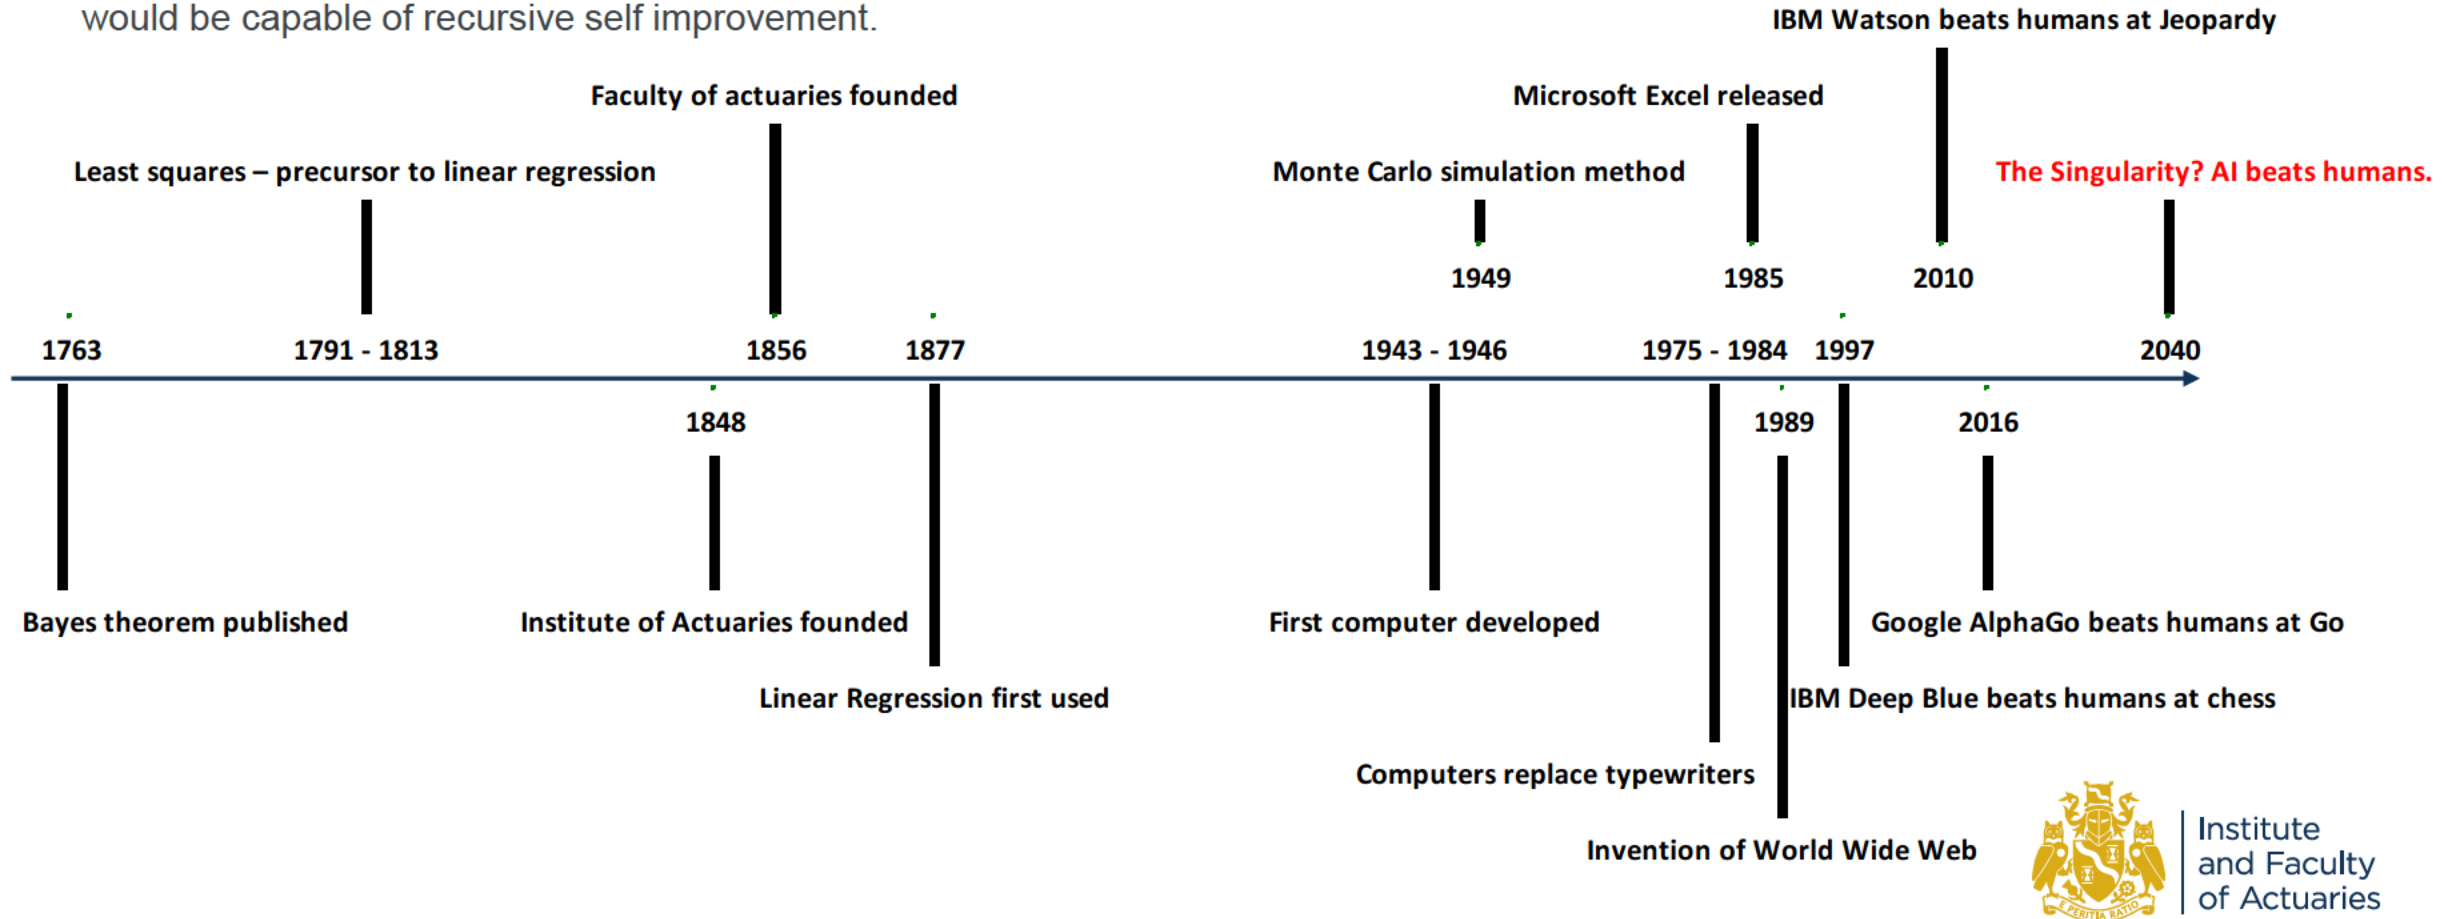 would be capable of recursive self improvement.
IBM Watson beats humans at Jeopardy
Faculty of actuaries founded
Microsoft Excel released
Least squares – precursor to linear regression
Monte Carlo simulation method
The Singularity? AI beats humans.
1949
1985
2010
1763
1791 - 1813
1856
1877
1943 - 1946
1975 - 1984
1997
2040
1848
1989
2016
Bayes theorem published
Institute of Actuaries founded
First computer developed
Google AlphaGo beats humans at Go
Linear Regression first used
IBM Deep Blue beats humans at chess
Computers replace typewriters
Invention of World Wide Web
Institute
and Faculty
of Actuaries
E PERITIA RATIO